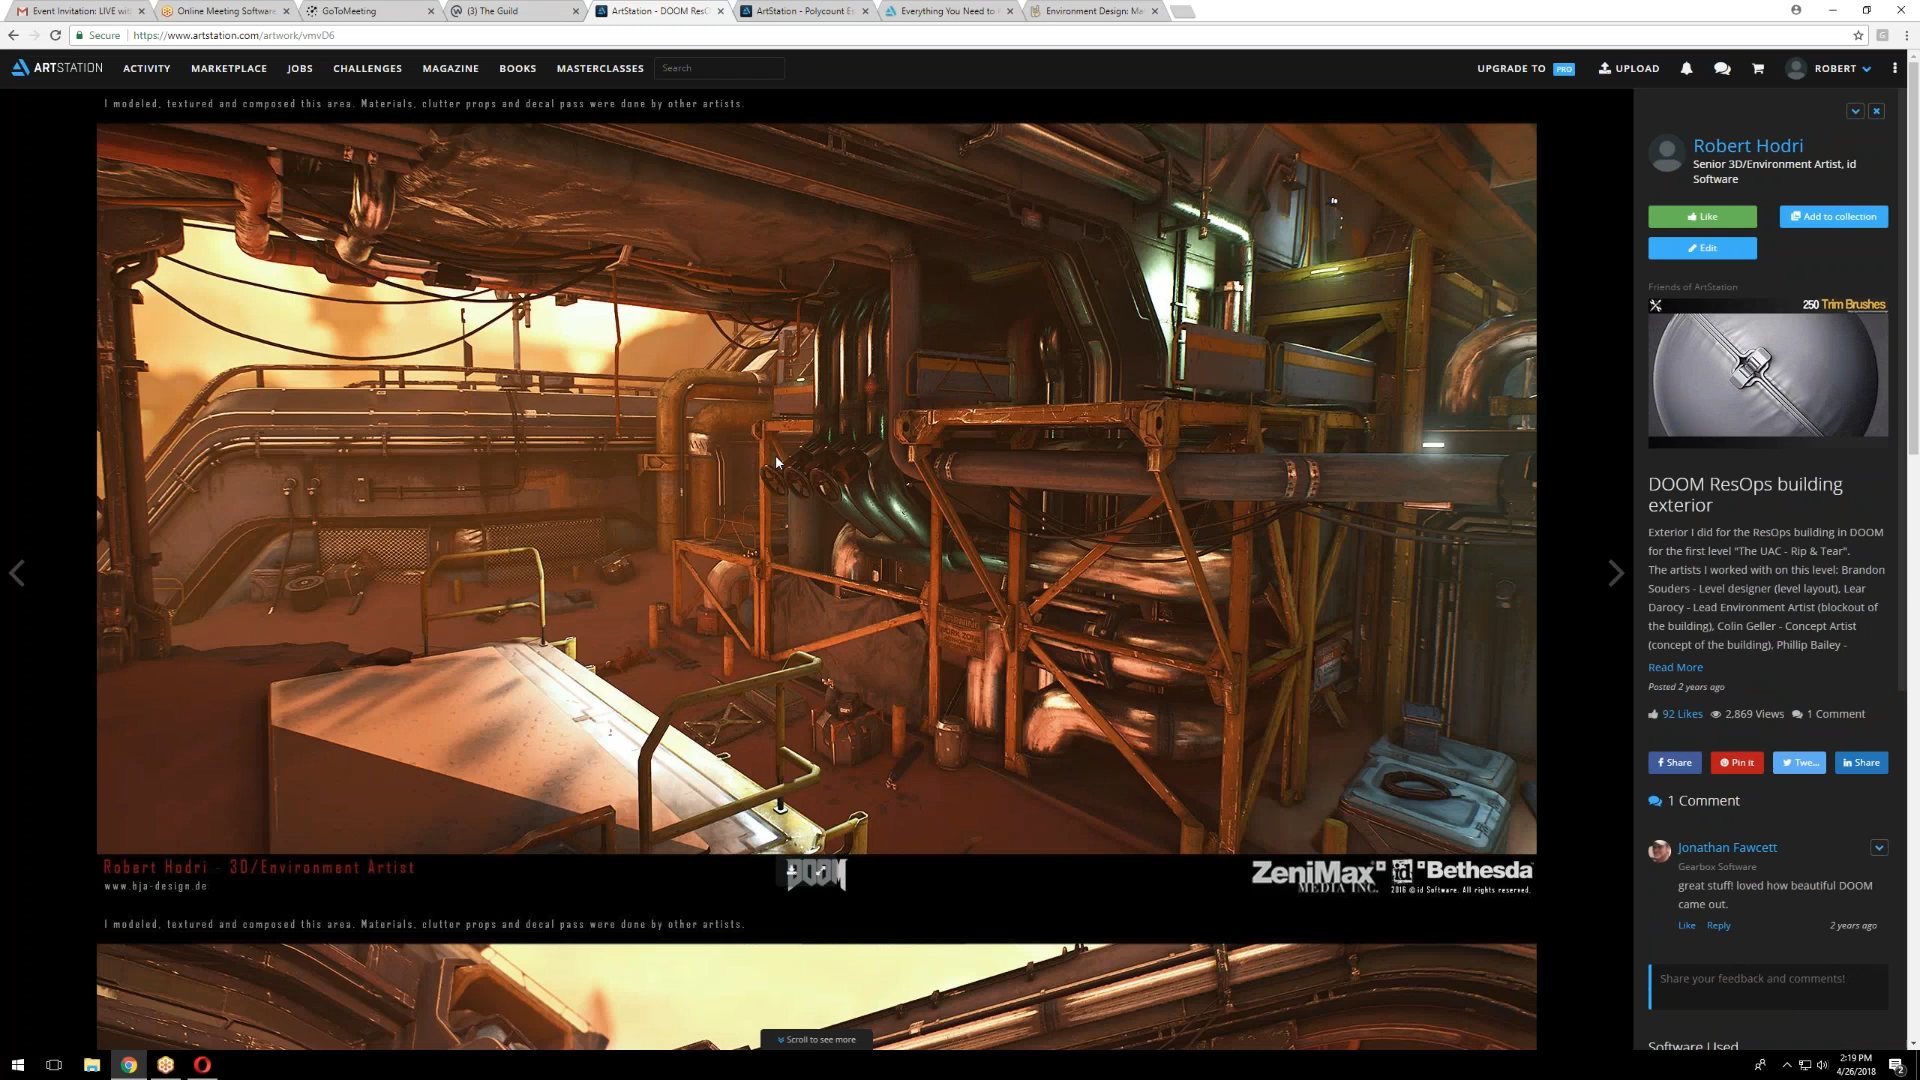 Event Invitation: LIVE wit
Online Meeting Software
GoToMeeting
(3) The Guild
ArtStation - DOOM ResO
ArtStation - Polycount Es
Everything You Need to
Environment Design: Ma
Secure
https://www.artstation.com/artwork/vmvD6
ARTSTATION
ACTIVITY
MARKETPLACE
JOBS
CHALLENGES
MAGAZINE
BOOKS
MASTERCLASSES
Search
UPGRADE TO PRO
UPLOAD
ROBERT
I modeled, textured and composed this area. Materials, clutter props and decal pass were done by other artists.
Robert Hodri - 3D/Environment Artist
www.hja-design.de
DOOM
ZeniMax MEDIA INC.
id
Bethesda
2016 © id Software. All rights reserved.
I modeled, textured and composed this area. Materials, clutter props and decal pass were done by other artists.
Scroll to see more
Robert Hodri
Senior 3D/Environment Artist, id
Software
Like
Add to collection
Edit
Friends of ArtStation
250 Trim Brushes
DOOM ResOps building
exterior
Exterior I did for the ResOps building in DOOM
for the first level "The UAC - Rip & Tear".
The artists I worked with on this level: Brandon
Souders - Level designer (level layout), Lear
Darocy - Lead Environment Artist (blockout of
the building), Colin Geller - Concept Artist
(concept of the building), Phillip Bailey -
Read More
Posted 2 years ago
92 Likes 2,869 Views 1 Comment
Share
Pin it
Twe...
Share
1 Comment
Jonathan Fawcett
Gearbox Software
great stuff! loved how beautiful DOOM
came out.
Like Reply 2 years ago
Share your feedback and comments!
Software Used
2:19 PM
4/26/2018
2